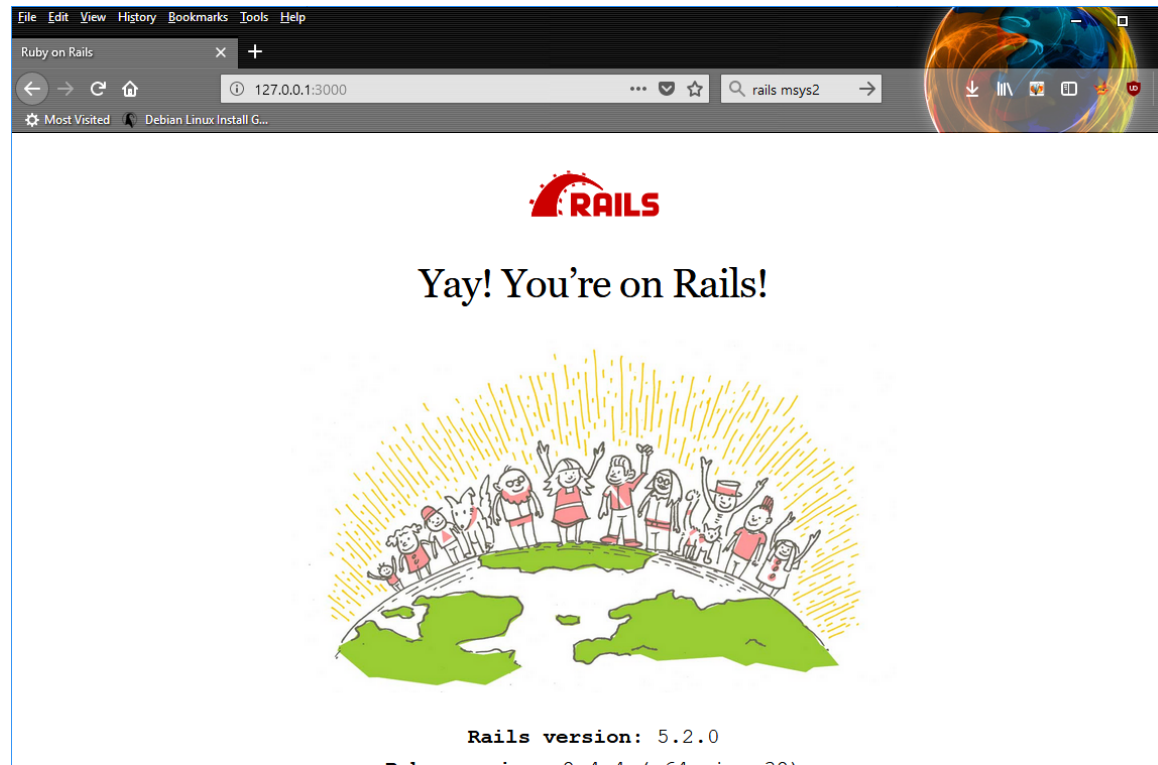 File Edit View History Bookmarks Tools Help
Ruby on Rails
127.0.0.1:3000
rails msys2
Most Visited Debian Linux Install G...
RAILS
Yay! You’re on Rails!
Rails version: 5.2.0